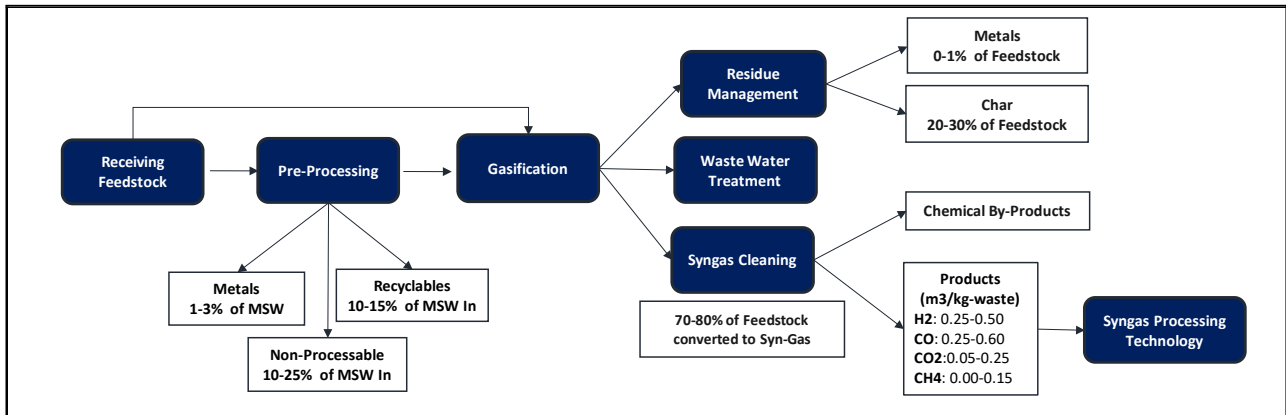 Receiving
Feedstock
Pre-Processing
Gasification
Metals
1-3% of MSW
Non-Processable
10-25% of MSW In
Recyclables
10-15% of MSW In
Residue
Management
Metals
0-1% of Feedstock
Char
20-30% of Feedstock
Waste Water
Treatment
Syngas Cleaning
70-80% of Feedstock
converted to Syn-Gas
Chemical By-Products
Products
(m3/kg-waste)
H2: 0.25-0.50
CO: 0.25-0.60
CO2:0.05-0.25
CH4: 0.00-0.15
Syngas Processing
Technology